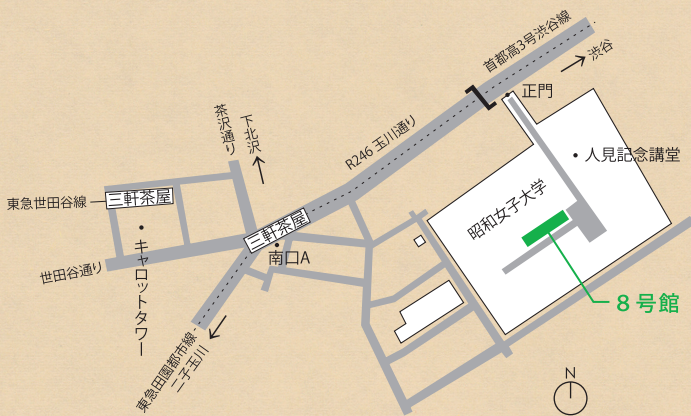 首都高3号渋谷線
渋谷
正門
R246 玉川通り
人見記念講堂
茶沢通り
下北沢
昭和女子大学
東急世田谷線
三軒茶屋
三軒茶屋
南口A
世田谷通り
キャロットタワー
8号館
東急田園都市線
二子玉川
N